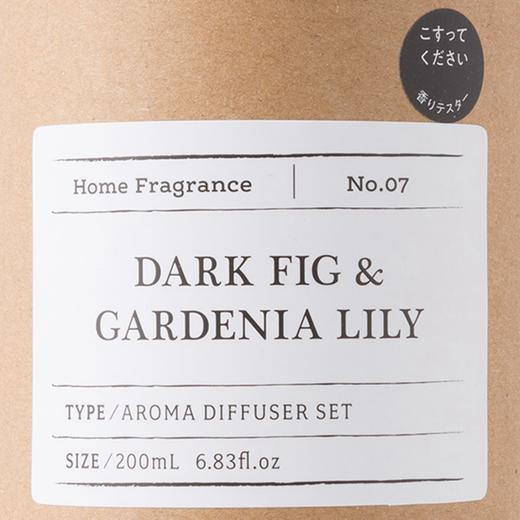 こすって
ください
香りテスター
Home Fragrance | No.07
DARK FIG &
GARDENIA LILY
TYPE/AROMA DIFFUSER SET
SIZE/200mL 6.83fl.oz